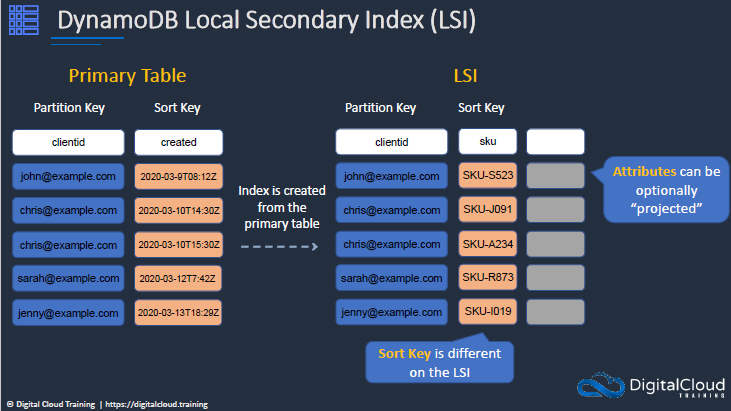 DynamoDB Local Secondary Index (LSI)
Primary Table
Partition Key
Sort Key
clientid
created
john@example.com
2020-03-9T08:12Z
chris@example.com
2020-03-10T14:30Z
chris@example.com
2020-03-10T15:30Z
sarah@example.com
2020-03-12T7:42Z
jenny@example.com
2020-03-13T18:29Z
Index is created
from the
primary table
LSI
Partition Key
Sort Key
clientid
sku
john@example.com
SKU-S523
chris@example.com
SKU-J091
chris@example.com
SKU-A234
sarah@example.com
SKU-R873
jenny@example.com
SKU-I019
Attributes can be
optionally
“projected”
Sort Key is different
on the LSI
© Digital Cloud Training | https://digitalcloud.training
DigitalCloud
TRAINING